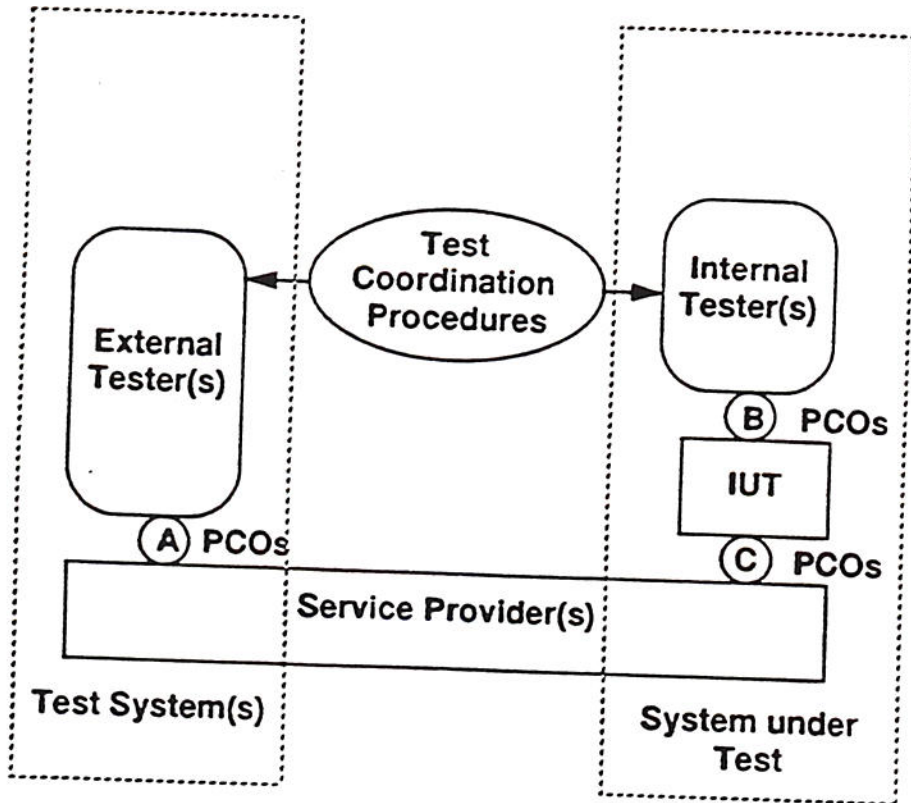 Test
Coordination
Procedures
External
Tester(s)
Internal
Tester(s)
B PCOs
IUT
A PCOs
C PCOs
Service Provider(s)
Test System(s)
System under
Test